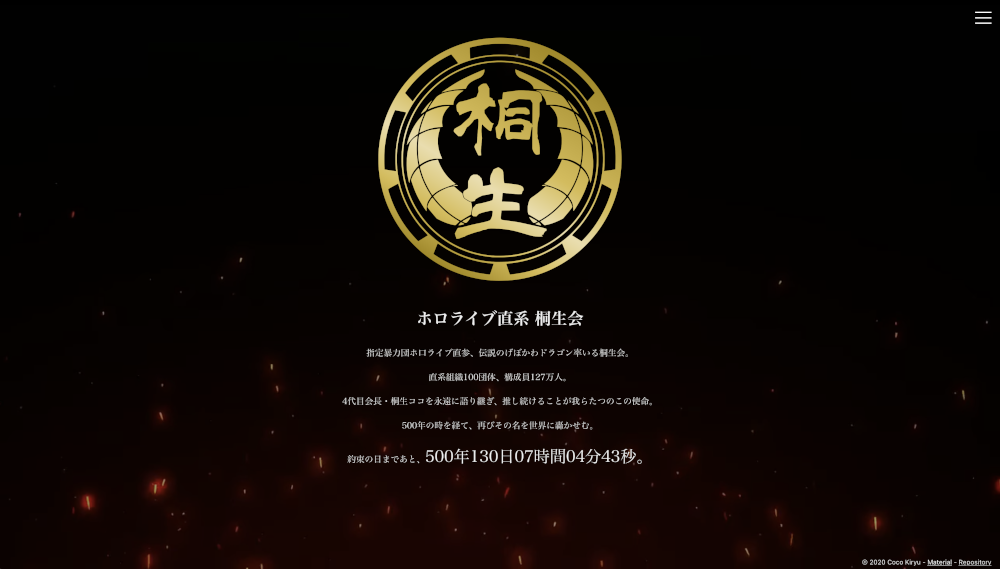 桐
生
ホロライブ直系 桐生会
指定暴力団ホロライブ直参、伝説のげぼかわドラゴン率いる桐生会。
直系組織100団体、構成員127万人。
4代目会長・桐生ココを永遠に語り継ぎ、推し続けることが我らたつのこの使命。
500年の時を経て、再びその名を世界に轟かせむ。
約束の日まであと、500年130日07時間04分43秒。
© 2020 Coco Kiryu - Material - Repository